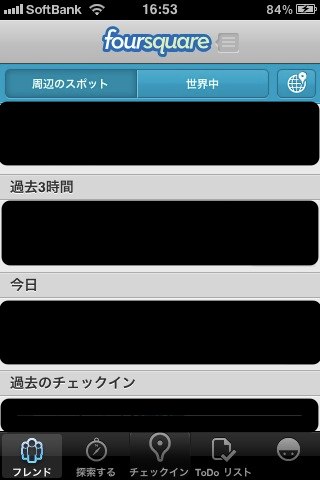 SoftBank 16:53 84%
foursquare
周辺のスポット 世界中
過去3時間
今日
過去のチェックイン
フレンド 探索する チェックイン ToDo リスト